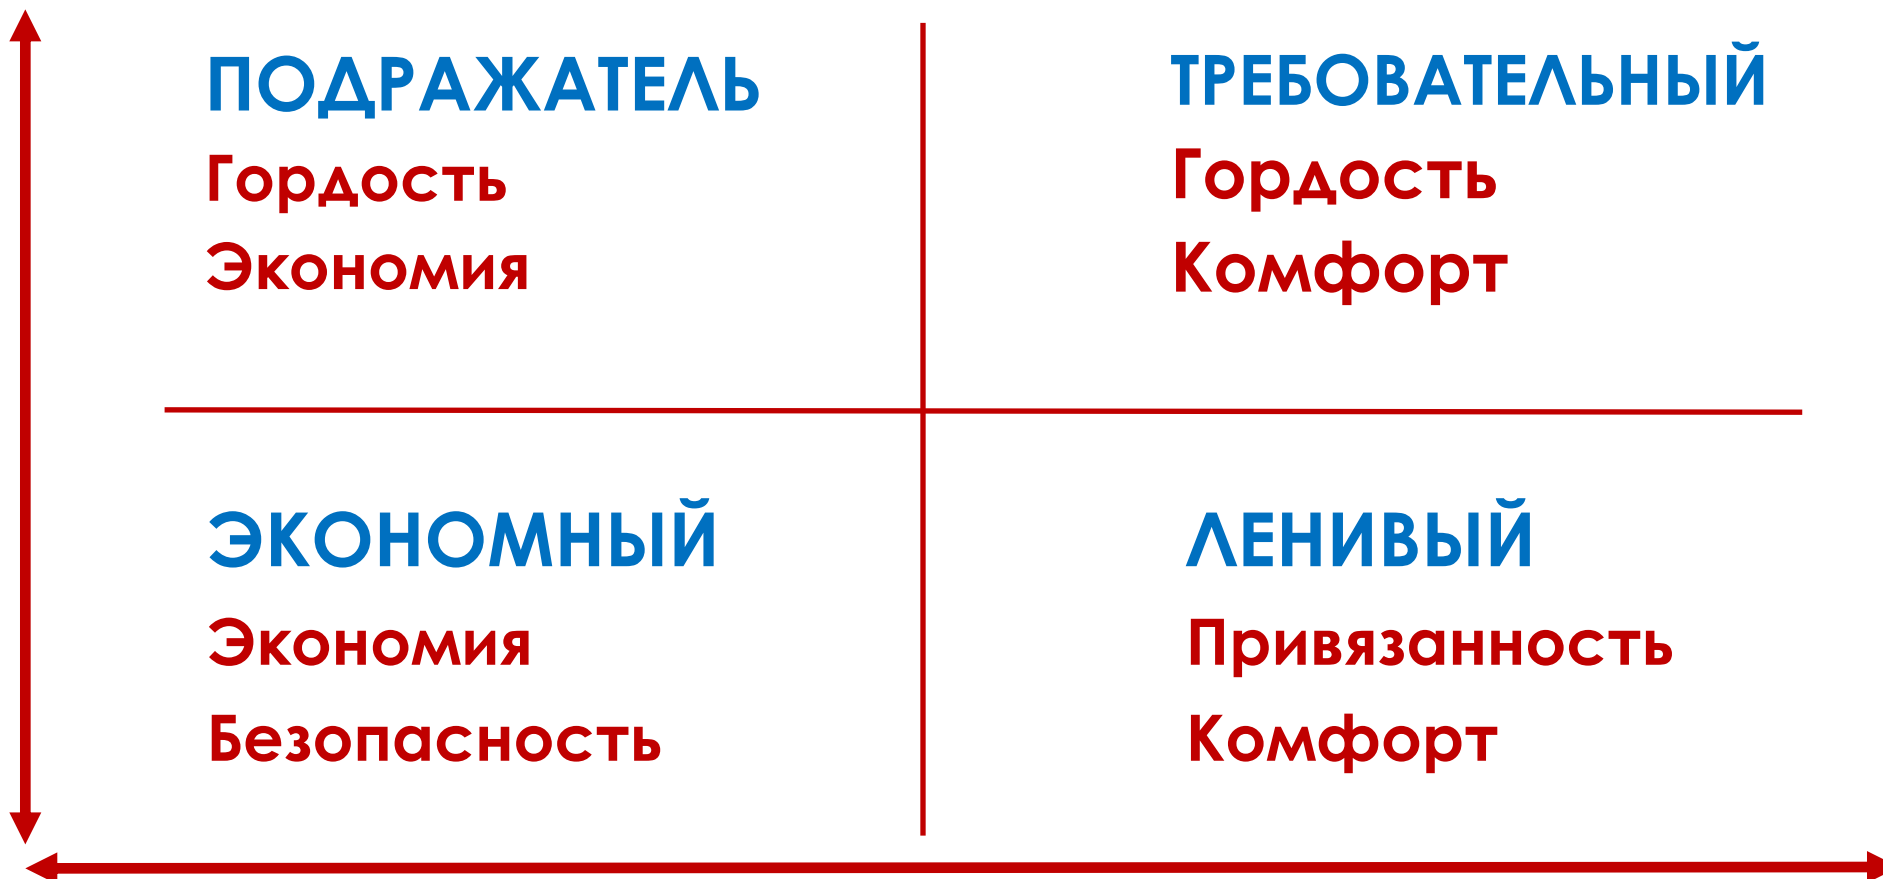 ПОДРАЖАТЕЛЬ
Гордость
Экономия
ТРЕБОВАТЕЛЬНЫЙ
Гордость
Комфорт
ЭКОНОМНЫЙ
Экономия
Безопасность
ЛЕНИВЫЙ
Привязанность
Комфорт